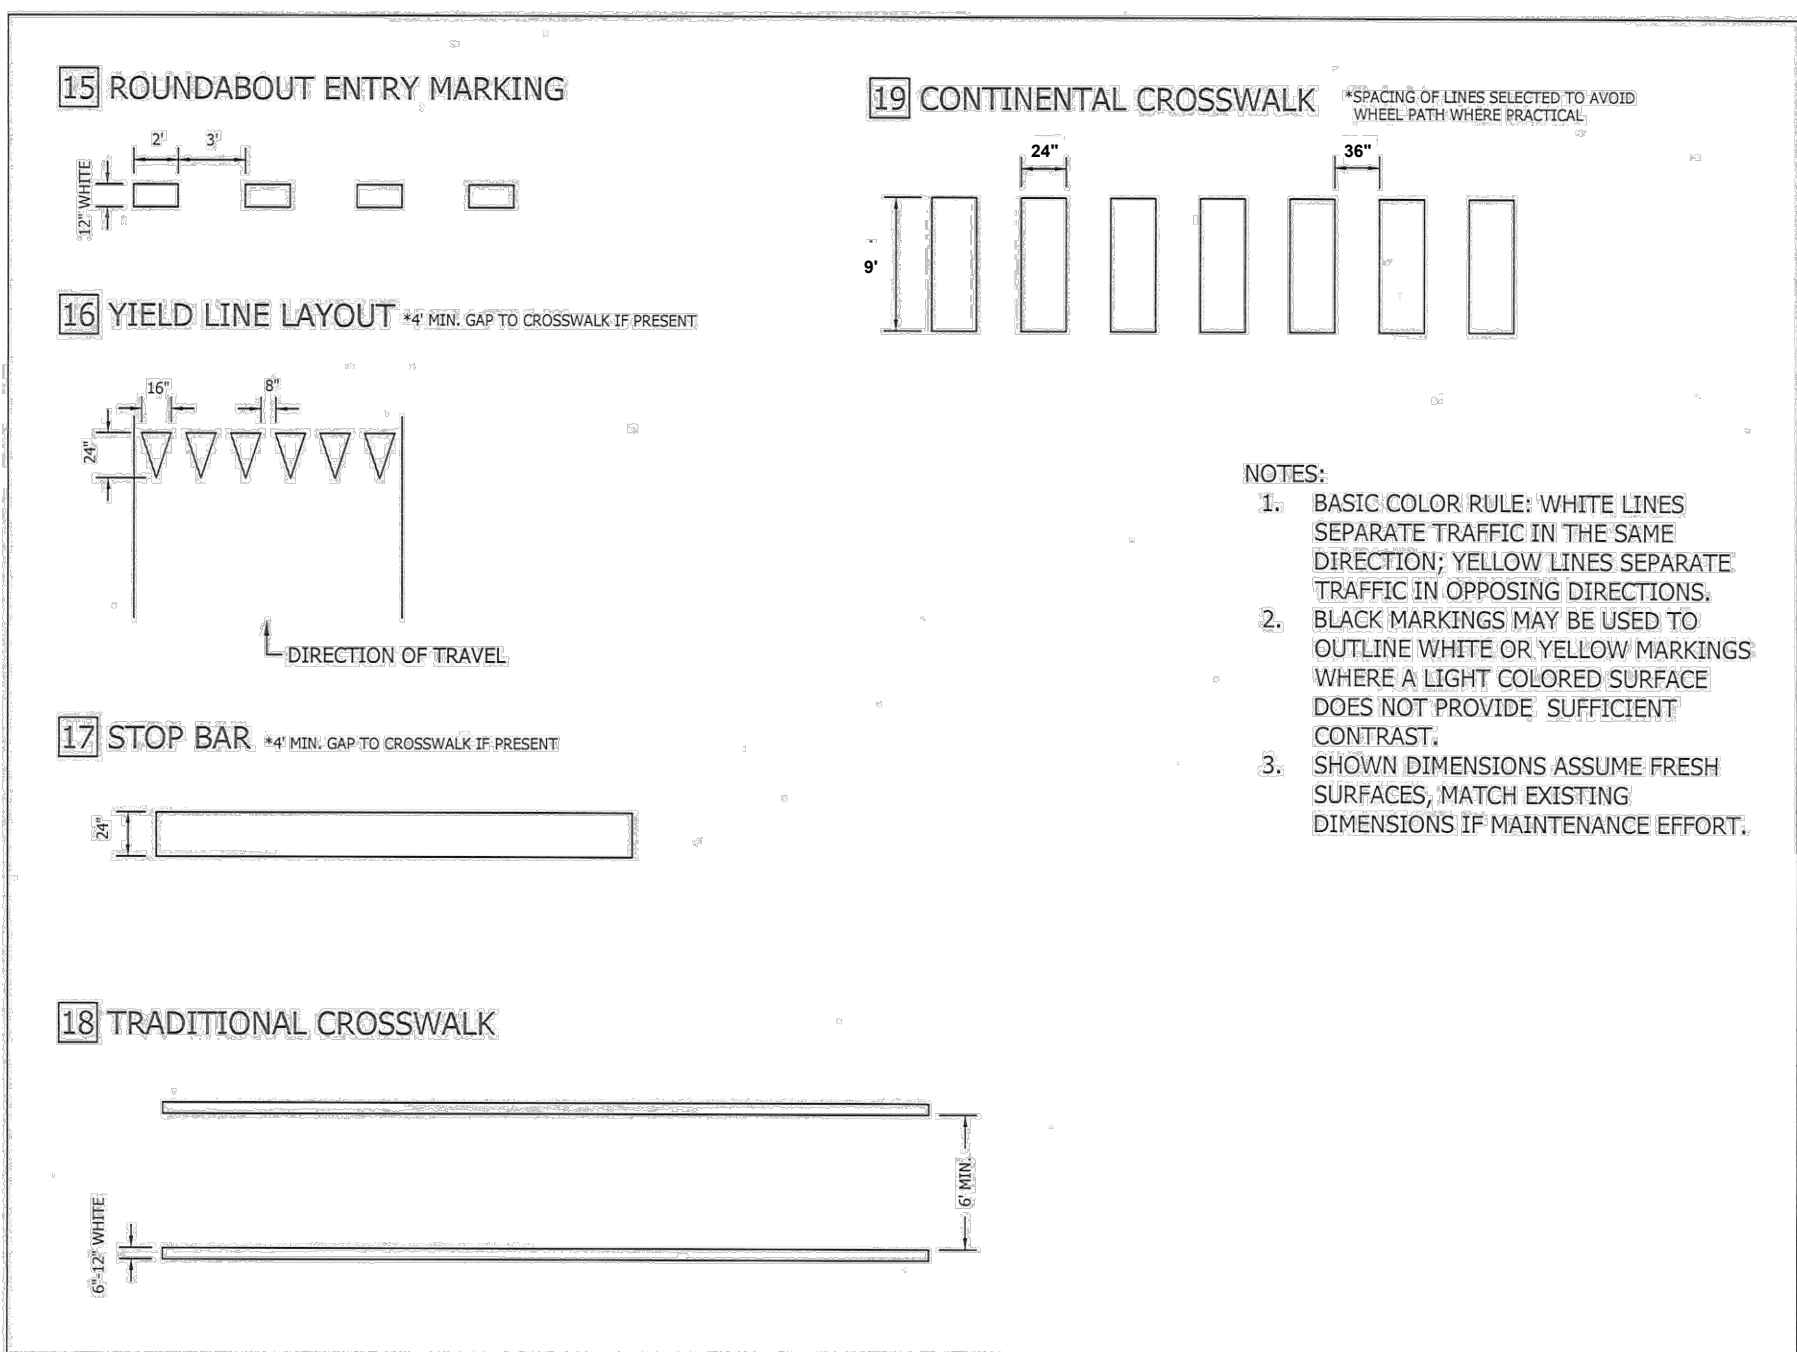 15 ROUNDABOUT ENTRY MARKING
2' 3'
12" WHITE
16 YIELD LINE LAYOUT *4' MIN. GAP TO CROSSWALK IF PRESENT
16" 8"
24"
DIRECTION OF TRAVEL
17 STOP BAR *4' MIN. GAP TO CROSSWALK IF PRESENT
24"
18 TRADITIONAL CROSSWALK
6' MIN.
6"-12" WHITE
19 CONTINENTAL CROSSWALK *SPACING OF LINES SELECTED TO AVOID
WHEEL PATH WHERE PRACTICAL
24" 36"
9'
NOTES:
1. BASIC COLOR RULE: WHITE LINES
SEPARATE TRAFFIC IN THE SAME
DIRECTION; YELLOW LINES SEPARATE
TRAFFIC IN OPPOSING DIRECTIONS.
2. BLACK MARKINGS MAY BE USED TO
OUTLINE WHITE OR YELLOW MARKINGS
WHERE A LIGHT COLORED SURFACE
DOES NOT PROVIDE SUFFICIENT
CONTRAST.
3. SHOWN DIMENSIONS ASSUME FRESH
SURFACES, MATCH EXISTING
DIMENSIONS IF MAINTENANCE EFFORT.